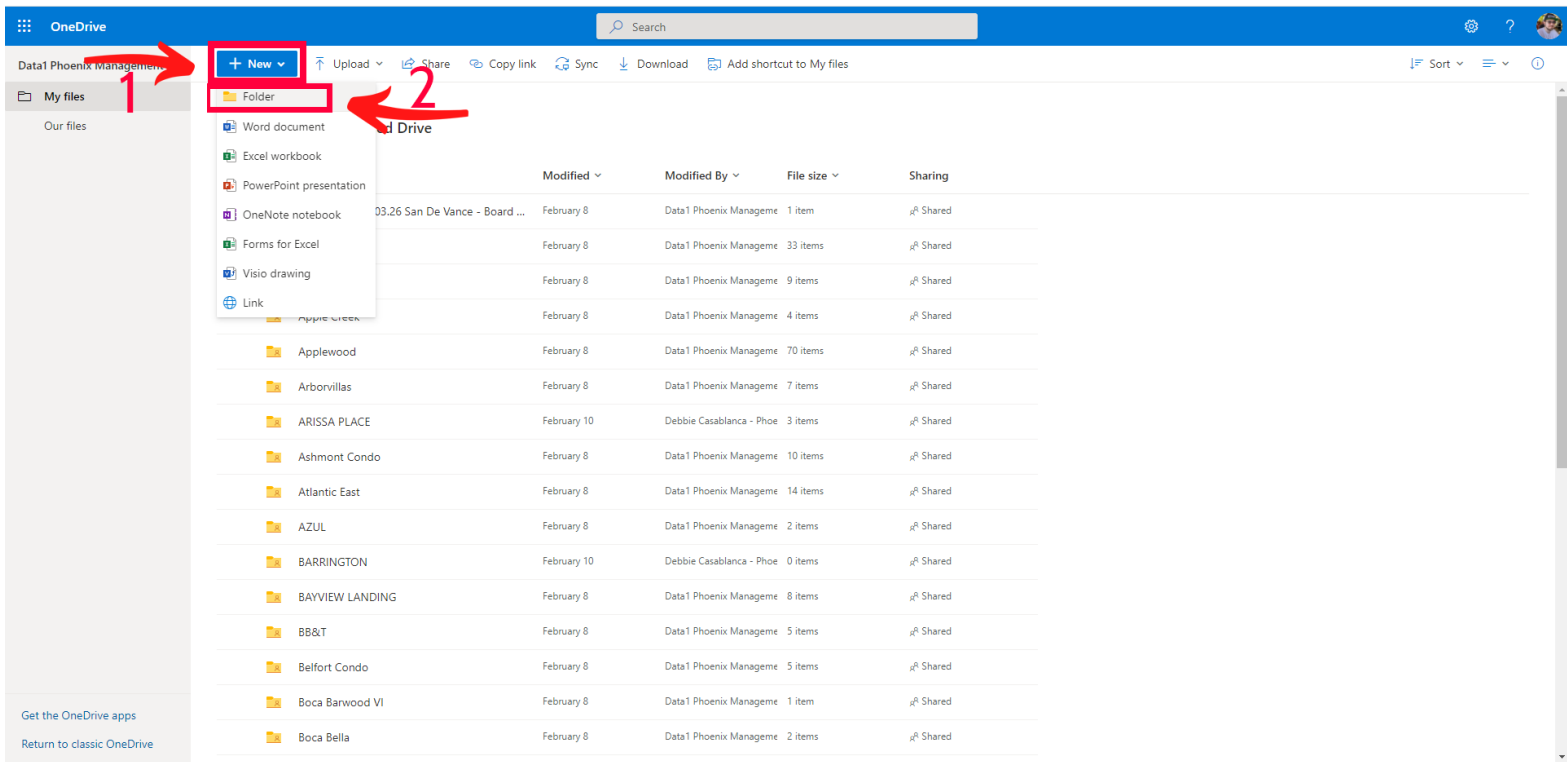 OneDrive
Search
?
Data1 Phoenix Management
1
New
Upload
Share
Copy link
Sync
Download
Add shortcut to My files
Sort
2
My files
Our files
Folder
Word document
Excel workbook
PowerPoint presentation
OneNote notebook
Forms for Excel
Visio drawing
Link
Drive
Modified Modified By File size Sharing
03.26 San De Vance - Board ... February 8 Data1 Phoenix Manageme 1 item Shared
February 8 Data1 Phoenix Manageme 33 items Shared
February 8 Data1 Phoenix Manageme 9 items Shared
Apple Creek February 8 Data1 Phoenix Manageme 4 items Shared
Applewood February 8 Data1 Phoenix Manageme 70 items Shared
Arborvillas February 8 Data1 Phoenix Manageme 7 items Shared
ARISSA PLACE February 10 Debbie Casablanca - Phoe 3 items Shared
Ashmont Condo February 8 Data1 Phoenix Manageme 10 items Shared
Atlantic East February 8 Data1 Phoenix Manageme 14 items Shared
AZUL February 8 Data1 Phoenix Manageme 2 items Shared
BARRINGTON February 10 Debbie Casablanca - Phoe 0 items Shared
BAYVIEW LANDING February 8 Data1 Phoenix Manageme 8 items Shared
BB&T February 8 Data1 Phoenix Manageme 5 items Shared
Belfort Condo February 8 Data1 Phoenix Manageme 5 items Shared
Boca Barwood VI February 8 Data1 Phoenix Manageme 1 item Shared
Boca Bella February 8 Data1 Phoenix Manageme 2 items Shared
Get the OneDrive apps
Return to classic OneDrive